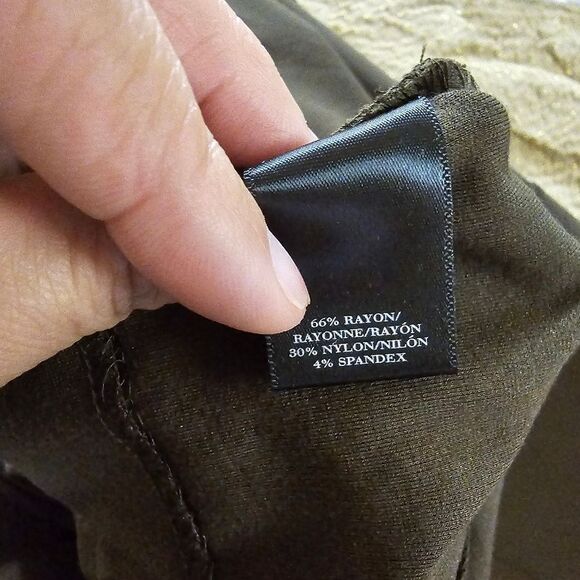 66% RAYON/
RAYONNE/RAYÓN
30% NYLON/NILÓN
4% SPANDEX